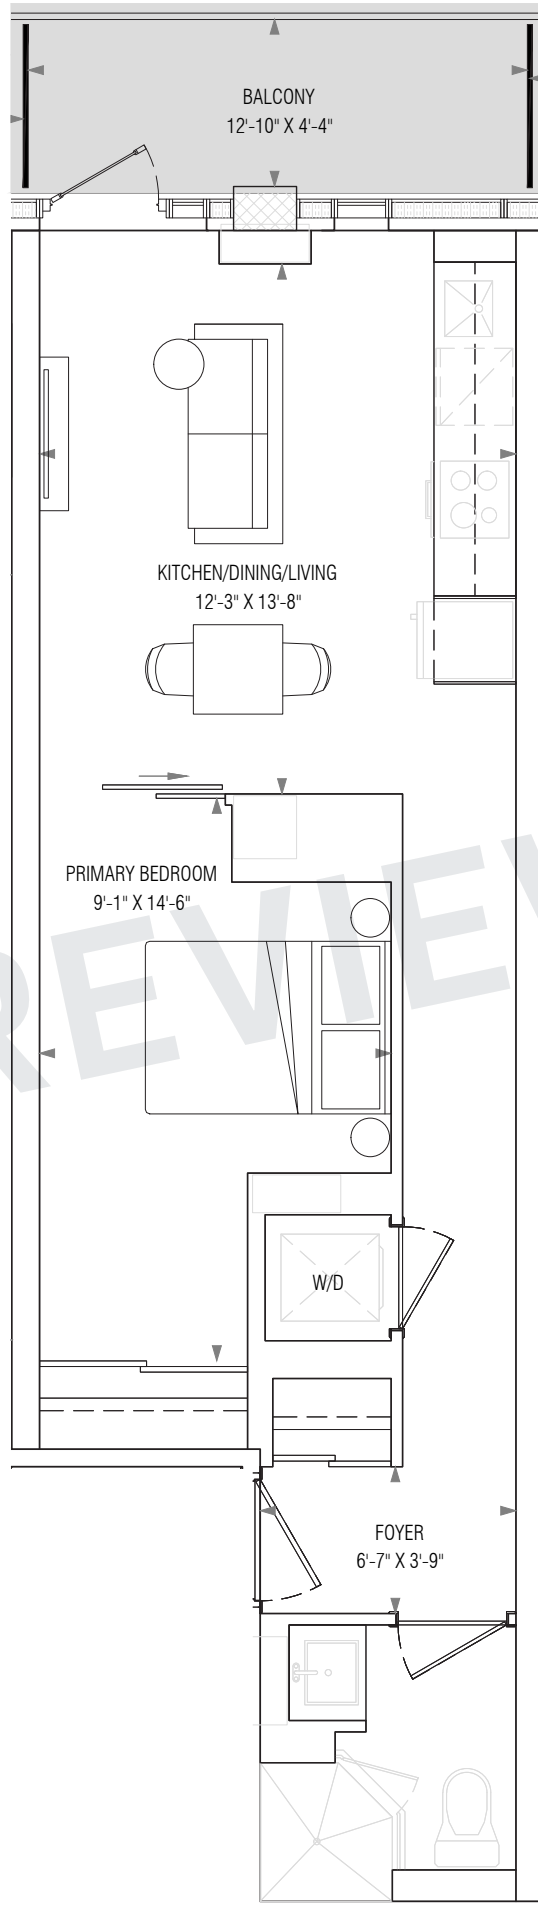 BALCONY
12'-10" X 4'-4"
KITCHEN/DINING/LIVING
12'-3" X 13'-8"
PRIMARY BEDROOM
9'-1" X 14'-6"
REVIEW
W/D
FOYER
6'-7" X 3'-9"